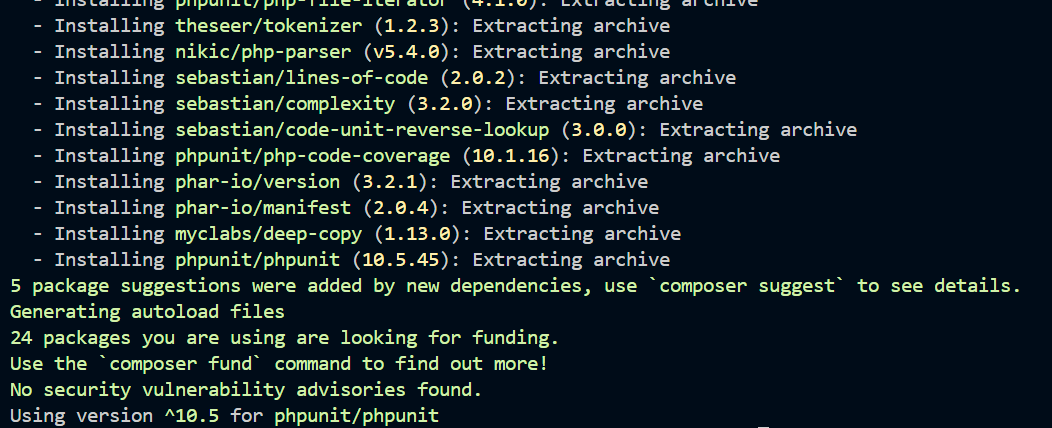 - Installing phpunit/php-file-iterator (4.1.0): Extracting archive
- Installing theseer/tokenizer (1.2.3): Extracting archive
- Installing nikic/php-parser (v5.4.0): Extracting archive
- Installing sebastian/lines-of-code (2.0.2): Extracting archive
- Installing sebastian/complexity (3.2.0): Extracting archive
- Installing sebastian/code-unit-reverse-lookup (3.0.0): Extracting archive
- Installing phpunit/php-code-coverage (10.1.16): Extracting archive
- Installing phar-io/version (3.2.1): Extracting archive
- Installing phar-io/manifest (2.0.4): Extracting archive
- Installing myclabs/deep-copy (1.13.0): Extracting archive
- Installing phpunit/phpunit (10.5.45): Extracting archive
5 package suggestions were added by new dependencies, use `composer suggest` to see details.
Generating autoload files
24 packages you are using are looking for funding.
Use the `composer fund` command to find out more!
No security vulnerability advisories found.
Using version ^10.5 for phpunit/phpunit